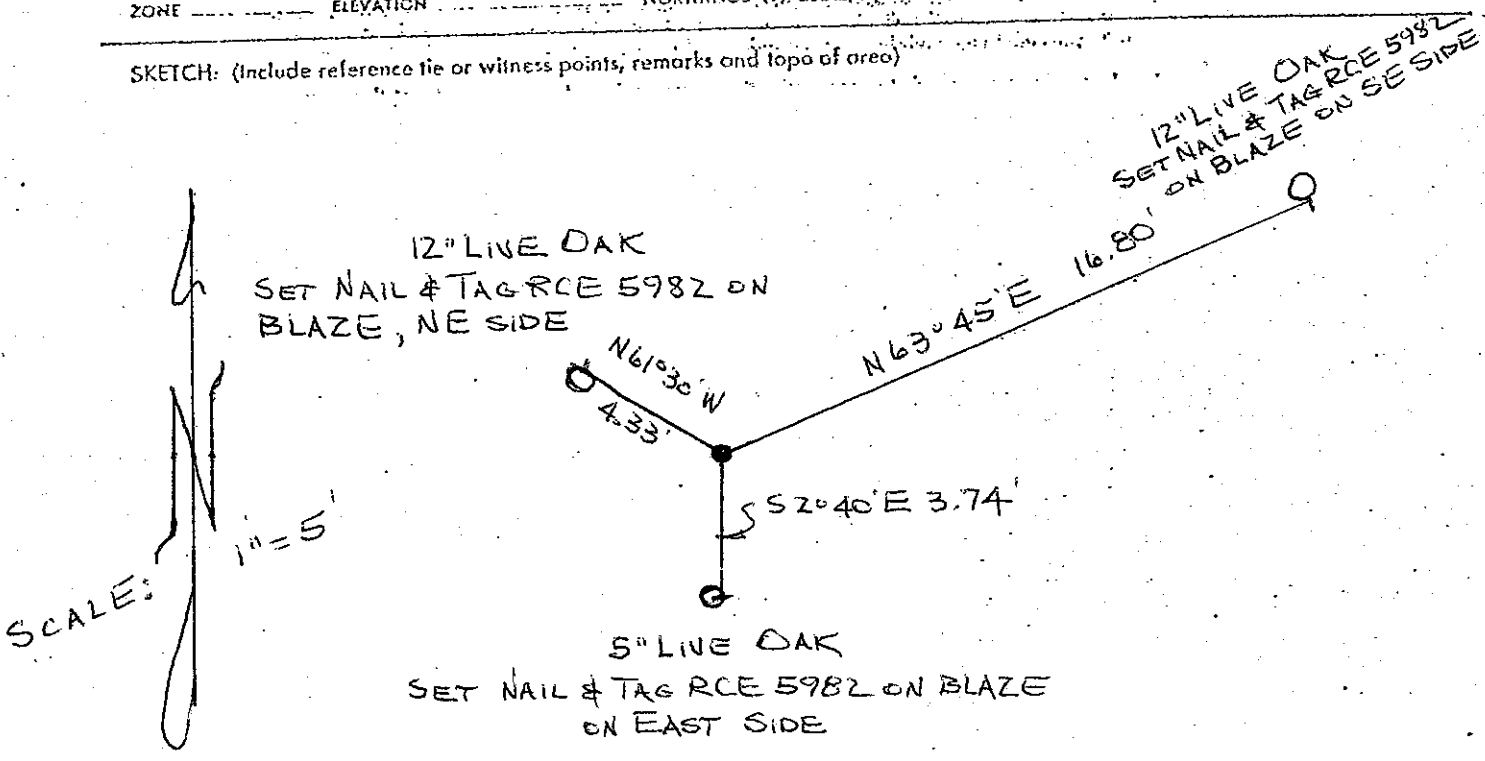 ZONE ELEVATION
SKETCH: (Include reference tie or witness points, remarks and topo of area)
12" LIVE OAK
SET NAIL & TAG RCE 5982
ON BLAZE ON SE SIDE
12" LIVE OAK
SET NAIL & TAG RCE 5982 ON
BLAZE, NE SIDE
N61°30'W
4.33'
N63°45'E 16.80'
S2°40'E 3.74'
N
SCALE: 1"=5'
5" LIVE OAK
SET NAIL & TAG RCE 5982 ON BLAZE
ON EAST SIDE